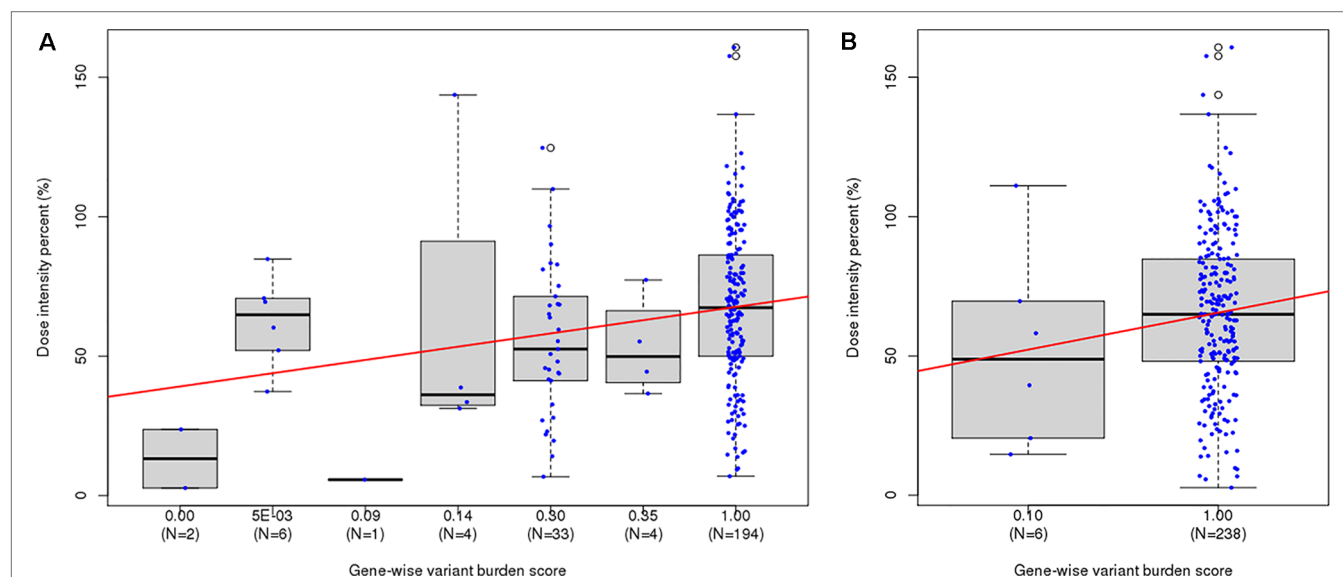 A
Dose intensity percent (%)
150
100
50
0
0.00 5E-03 0.09 0.14 0.30 0.35 1.00
(N=2) (N=6) (N=1) (N=4) (N=33) (N=4) (N=194)
Gene-wise variant burden score
B
Dose intensity percent (%)
150
100
50
0
0.10 1.00
(N=6) (N=238)
Gene-wise variant burden score